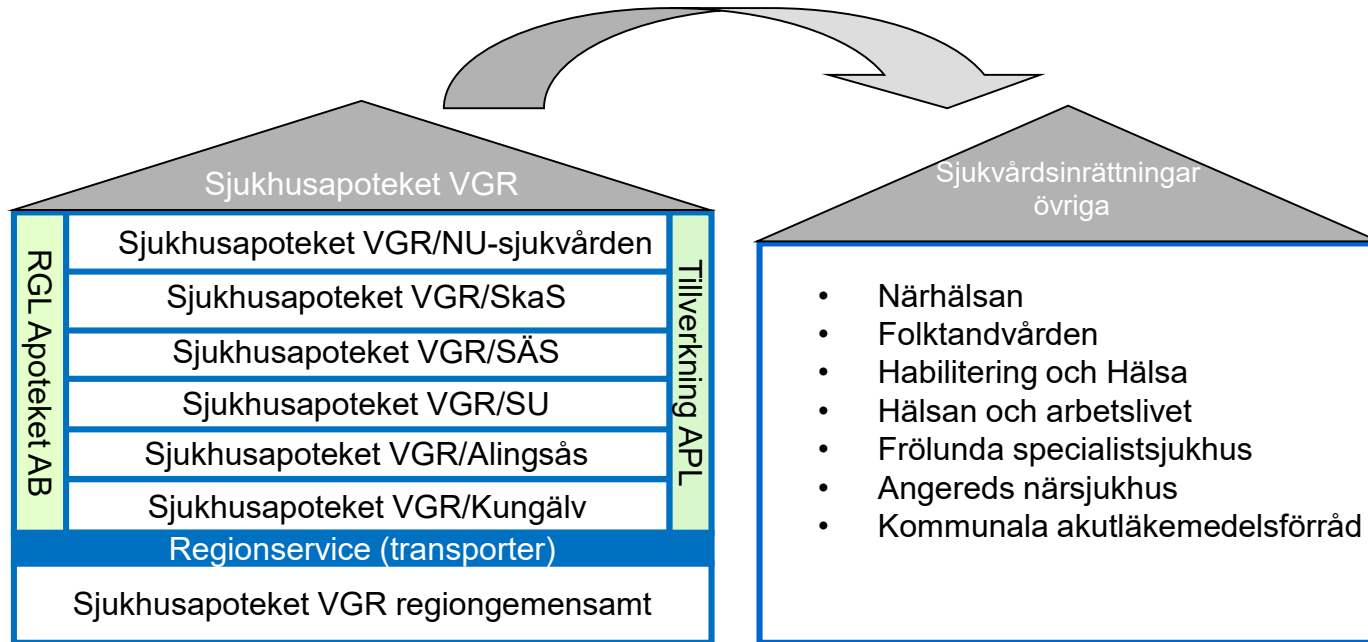 Sjukhusapoteket VGR
RGL Apoteket AB
Sjukhusapoteket VGR/NU-sjukvården
Sjukhusapoteket VGR/SkaS
Sjukhusapoteket VGR/SÄS
Sjukhusapoteket VGR/SU
Sjukhusapoteket VGR/Alingsås
Sjukhusapoteket VGR/Kungälv
Tillverkning APL
Regionservice (transporter)
Sjukhusapoteket VGR regiongemensamt
Sjukvårdsinrättningar
övriga
• Närhälsan
• Folktandvården
• Habilitering och Hälsa
• Hälsan och arbetslivet
• Frölunda specialistsjukhus
• Angereds närsjukhus
• Kommunala akutläkemedelsförråd